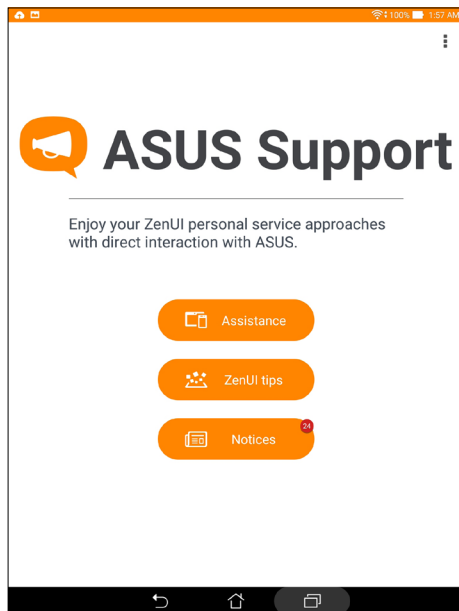 100% 1:57 AM
ASUS Support
Enjoy your ZenUI personal service approaches
with direct interaction with ASUS.
Assistance
ZenUI tips
24
Notices